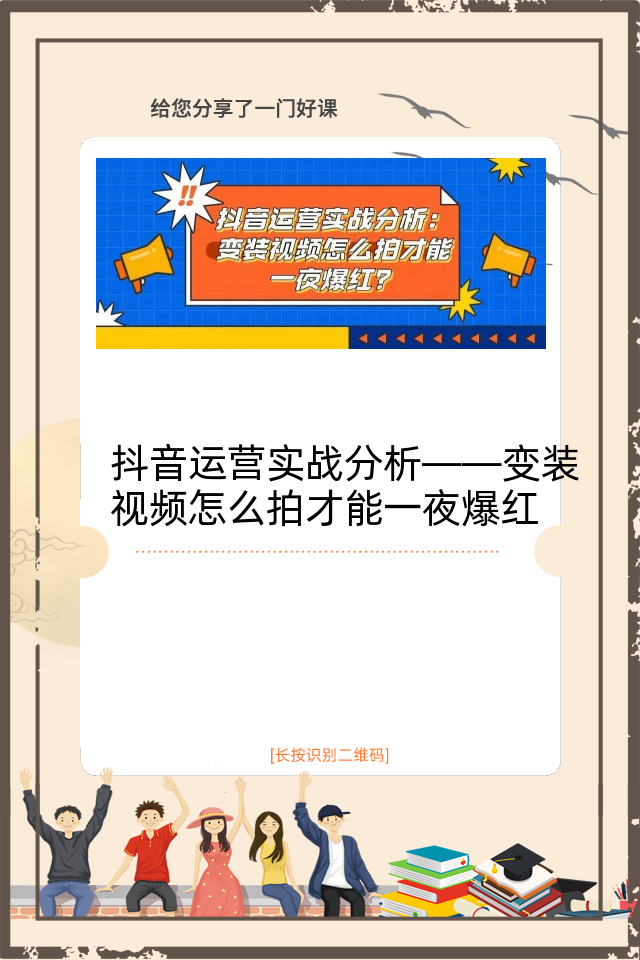 给您分享了一门好课
!!
抖音运营实战分析：
变装视频怎么拍才能
一夜爆红？
抖音运营实战分析——变装
视频怎么拍才能一夜爆红
[长按识别二维码]